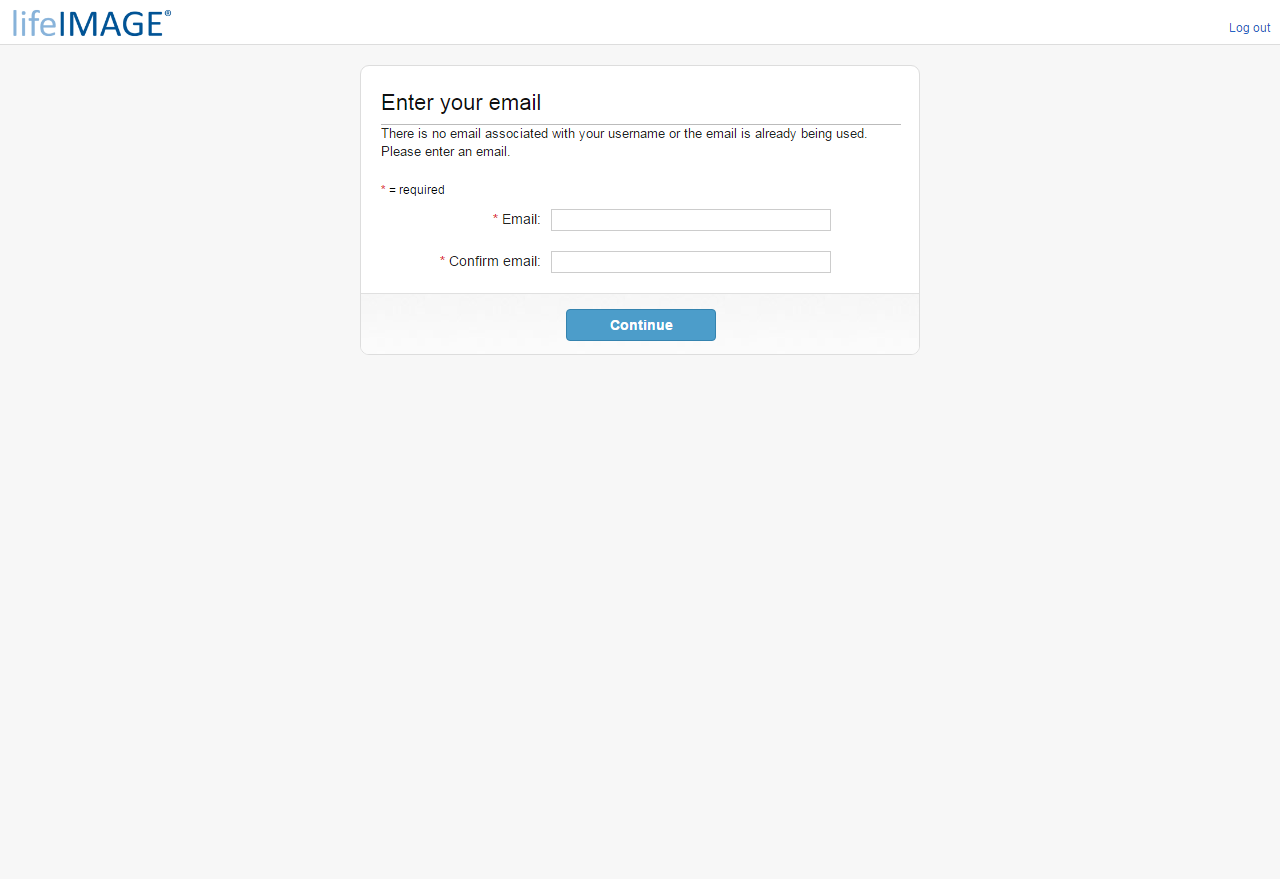 lifeIMAGE®
Log out
Enter your email
There is no email associated with your username or the email is already being used.
Please enter an email.
* = required
* Email:
* Confirm email:
Continue